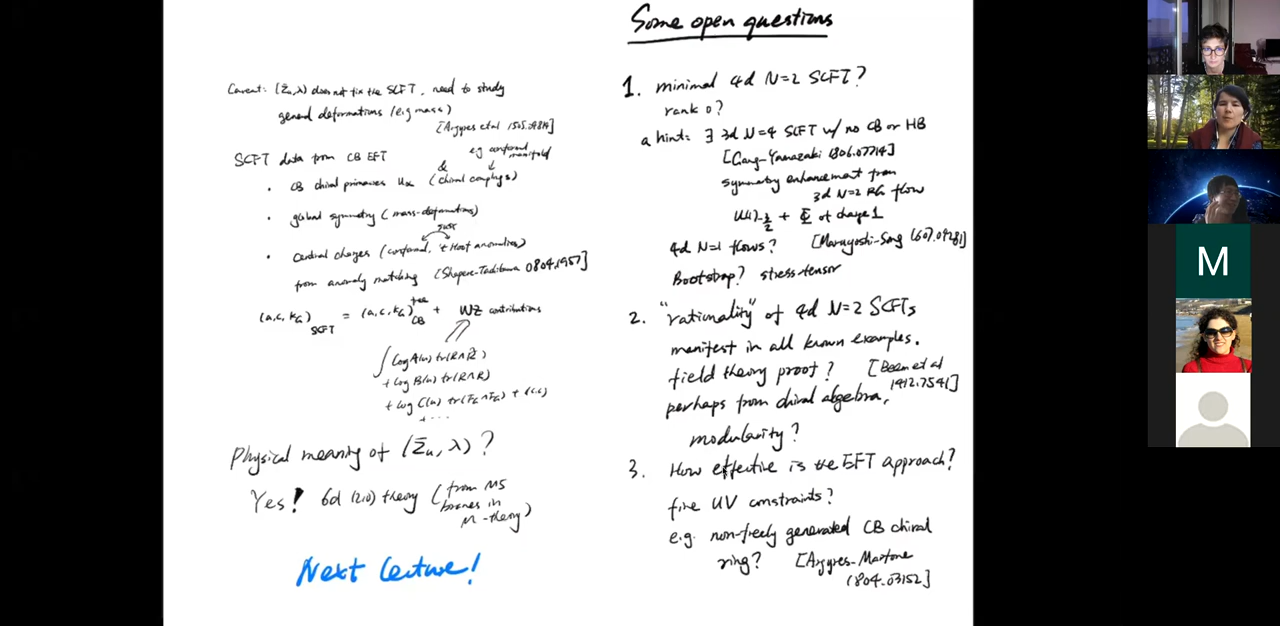 Caveat: (Σu, λ) does not fix the SCFT, need to study
general deformations (e.g mass)
[Argyres et al 1505.04814]
SCFT data from CB EFT
e.g conformal
manifold
&
• CB chiral primaries uα (chiral couplings)
• global symmetry (mass-deformations)
susy
• central charges (conformal, 't Hooft anomalies)
from anomaly matching [Shapere-Tachikawa 0804.1957]
(a,c,kG)SCFT = (a,c,kG)free CB + WZ contributions
∫ log A(u) tr(R∧R̃)
+ log B(u) tr(R∧R)
+ log C(u) tr(FG∧FG) + (c.c)
+ ...
Physical meaning of (Σu, λ)?
Yes! 6d (2,0) theory (from M5
branes in
M-theory)
Next lecture!
Some open questions
1. minimal 4d N=2 SCFT?
rank 0?
a hint: ∃ 3d N=4 SCFT w/ no CB or HB
[Gang-Yamazaki 1806.07714]
symmetry enhancement from
3d N=2 RG flow
U(1)-3/2 + Φ of charge 1
4d N=1 flows? [Maruyoshi-Song 1607.04281]
Bootstrap? stress-tensor
2. "rationality" of 4d N=2 SCFTs
manifest in all known examples.
field theory proof? [Beem et al
1412.7541]
perhaps from chiral algebra,
modularity?
3. How effective is the EFT approach?
fine UV constraints?
e.g. non-freely generated CB chiral
ring? [Argyres-Martone
1804.03152]
M